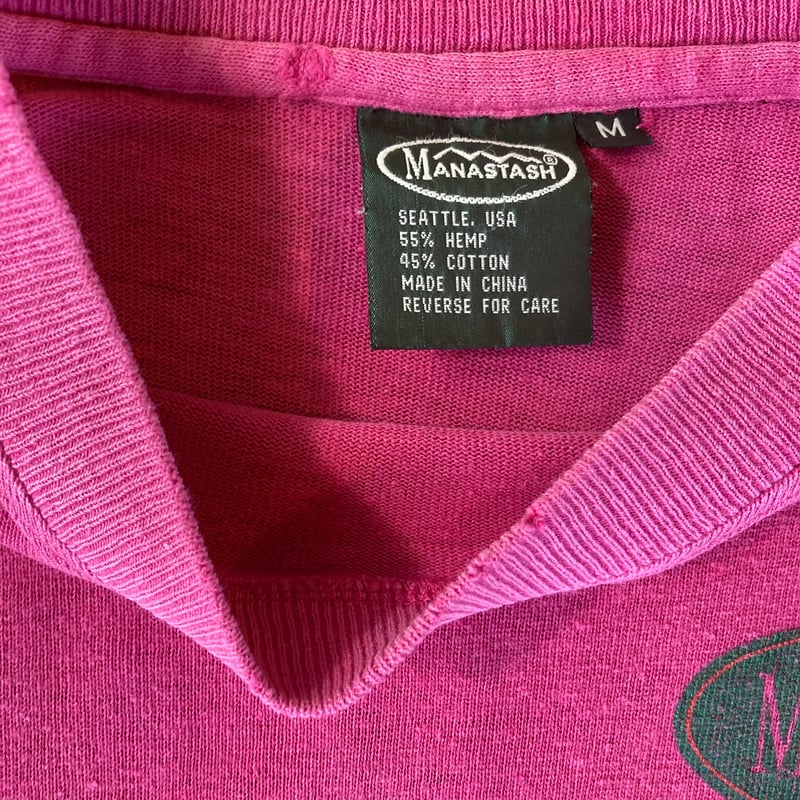 M
MANASTASH®
SEATTLE. USA
55% HEMP
45% COTTON
MADE IN CHINA
REVERSE FOR CARE
M